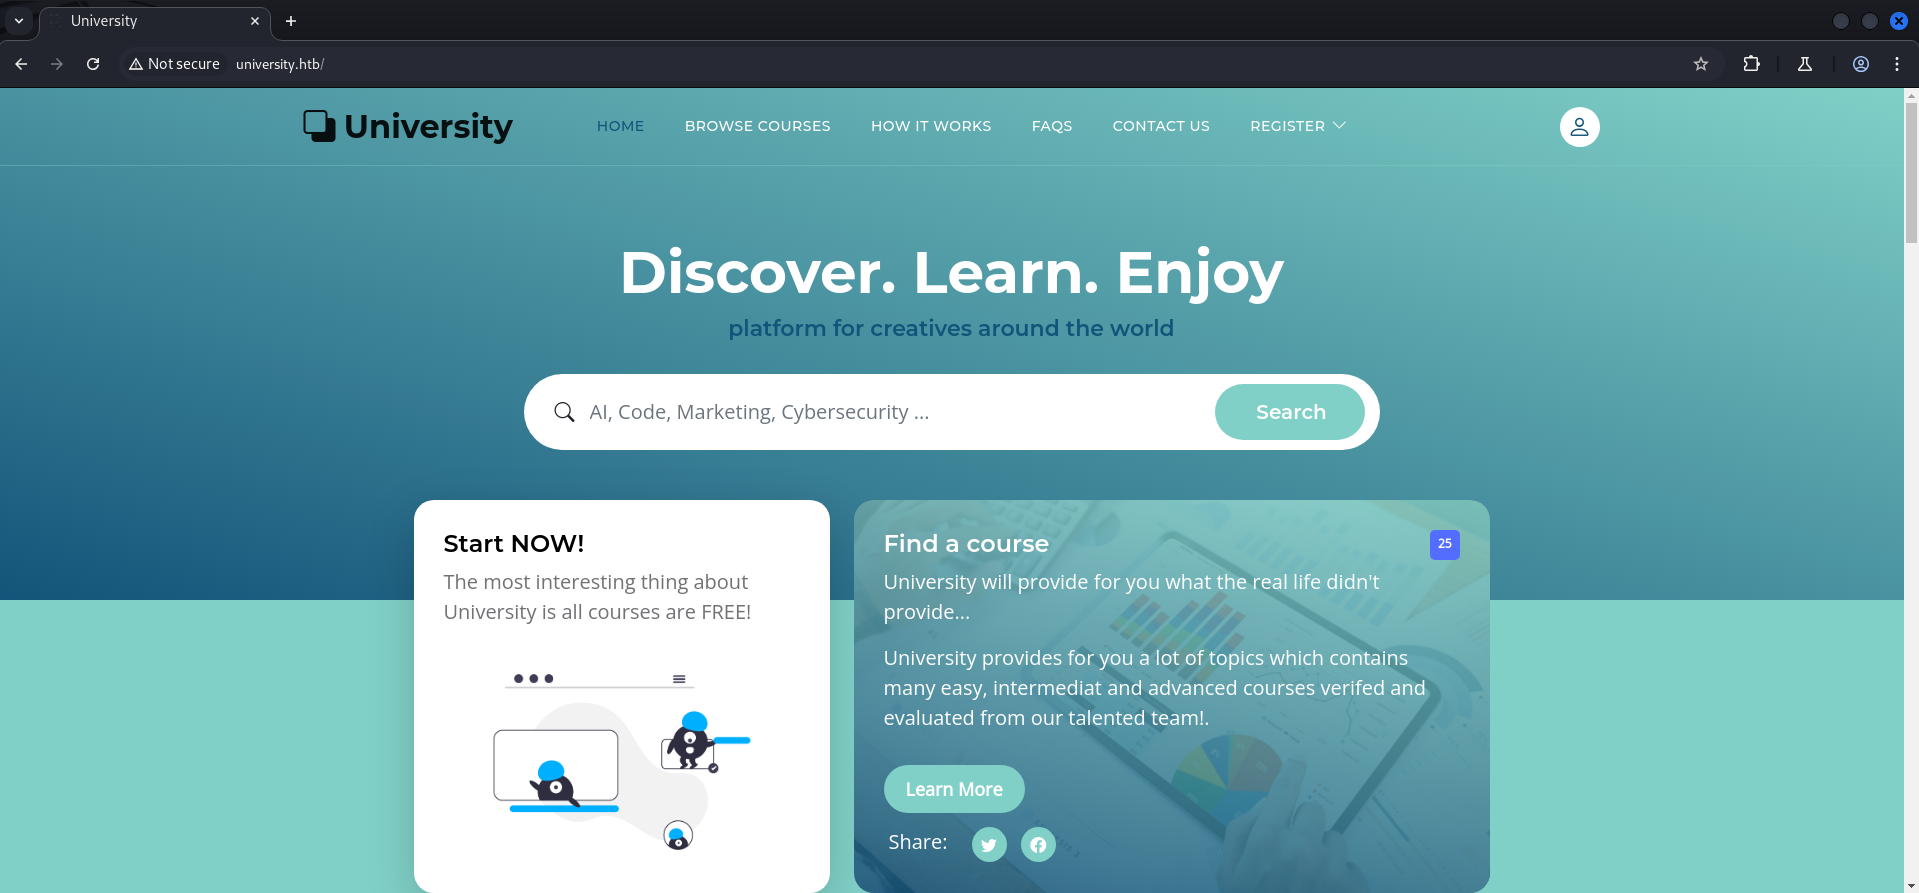 University
Not secure university.htb/
University HOME BROWSE COURSES HOW IT WORKS FAQS CONTACT US REGISTER
Discover. Learn. Enjoy
platform for creatives around the world
AI, Code, Marketing, Cybersecurity ... Search
Start NOW!
The most interesting thing about
University is all courses are FREE!
Find a course 25
University will provide for you what the real life didn't
provide...
University provides for you a lot of topics which contains
many easy, intermediat and advanced courses verifed and
evaluated from our talented team!.
Learn More
Share: